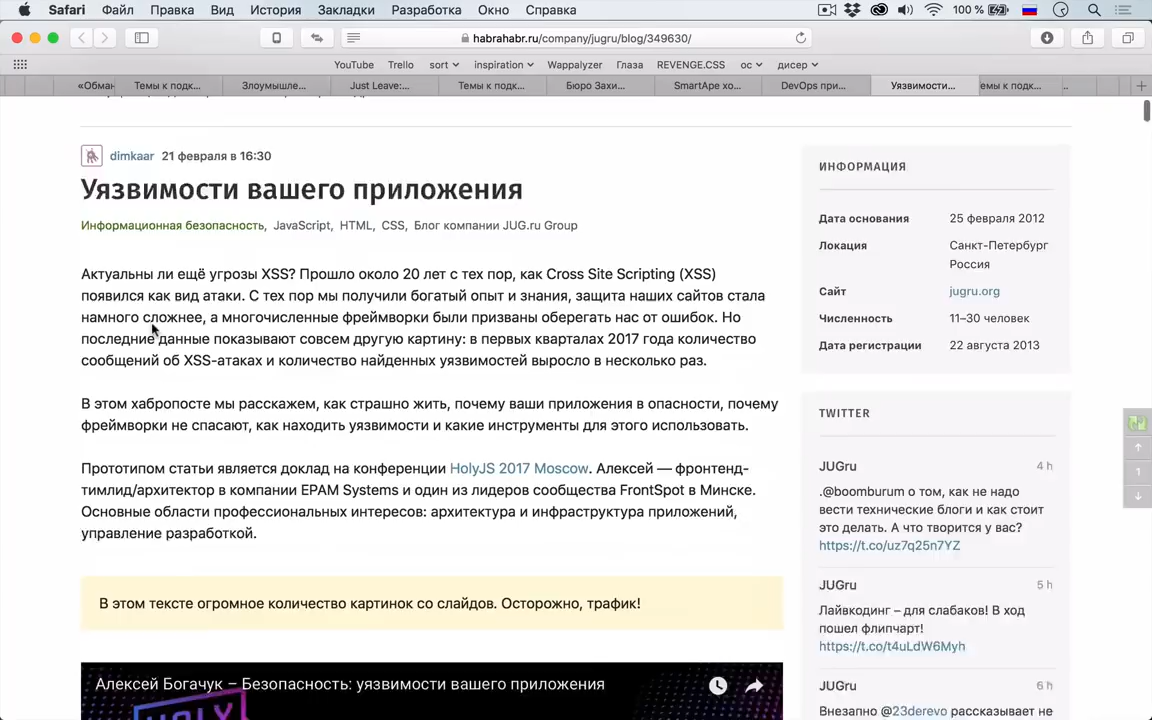 Safari Файл Правка Вид История Закладки Разработка Окно Справка 100 %
habrahabr.ru/company/jugru/blog/349630/
YouTube Trello sort inspiration Wappalyzer Глаза REVENGE.CSS ос дисер
«Обман Темы к подк... Злоумышле... Just Leave:... Темы к подк... Бюро Захи... SmartApe хо... DevOps при... Уязвимости... емы к подк... ..
dimkaar 21 февраля в 16:30
Уязвимости вашего приложения
Информационная безопасность, JavaScript, HTML, CSS, Блог компании JUG.ru Group
Актуальны ли ещё угрозы XSS? Прошло около 20 лет с тех пор, как Cross Site Scripting (XSS)
появился как вид атаки. С тех пор мы получили богатый опыт и знания, защита наших сайтов стала
намного сложнее, а многочисленные фреймворки были призваны оберегать нас от ошибок. Но
последние данные показывают совсем другую картину: в первых кварталах 2017 года количество
сообщений об XSS-атаках и количество найденных уязвимостей выросло в несколько раз.
В этом хабропосте мы расскажем, как страшно жить, почему ваши приложения в опасности, почему
фреймворки не спасают, как находить уязвимости и какие инструменты для этого использовать.
Прототипом статьи является доклад на конференции HolyJS 2017 Moscow. Алексей — фронтенд-
тимлид/архитектор в компании EPAM Systems и один из лидеров сообщества FrontSpot в Минске.
Основные области профессиональных интересов: архитектура и инфраструктура приложений,
управление разработкой.
В этом тексте огромное количество картинок со слайдов. Осторожно, трафик!
Алексей Богачук – Безопасность: уязвимости вашего приложения
HOLY
ИНФОРМАЦИЯ
Дата основания 25 февраля 2012
Локация Санкт-Петербург
Россия
Сайт jugru.org
Численность 11–30 человек
Дата регистрации 22 августа 2013
TWITTER
JUGru 4 h
.@boomburum о том, как не надо
вести технические блоги и как стоит
это делать. А что творится у вас?
https://t.co/uz7q25n7YZ
JUGru 5 h
Лайвкодинг – для слабаков! В ход
пошел флипчарт!
https://t.co/t4uLdW6Myh
JUGru 6 h
Внезапно @23derevo рассказывает не
1